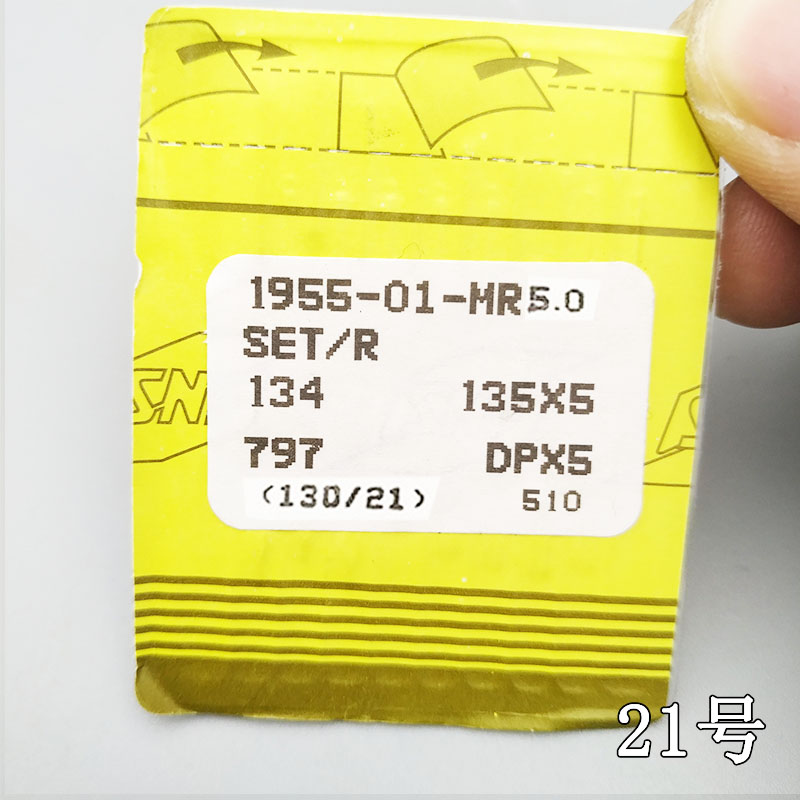 1955-01-MR5.0
SET/R
134 135X5
797 DPX5
(130/21) 510
21号